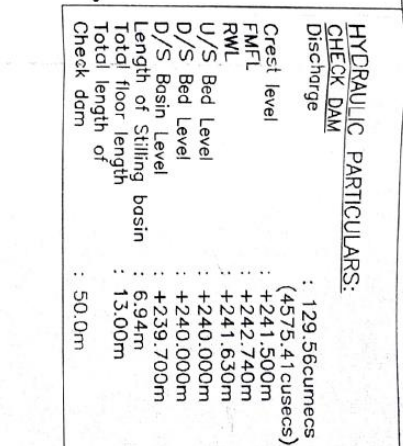 HYDRAULIC PARTICULARS:
CHECK DAM
Discharge : 129.56cumecs
(4575.41cusecs)
Crest level : +241.500m
FMFL : +242.740m
RWL : +241.630m
U/S Bed Level : +240.000m
D/S Bed Level : +240.000m
D/S Basin Level : +239.700m
Length of Stilling basin : 6.94m
Total floor length : 13.00m
Total length of
Check dam : 50.0m